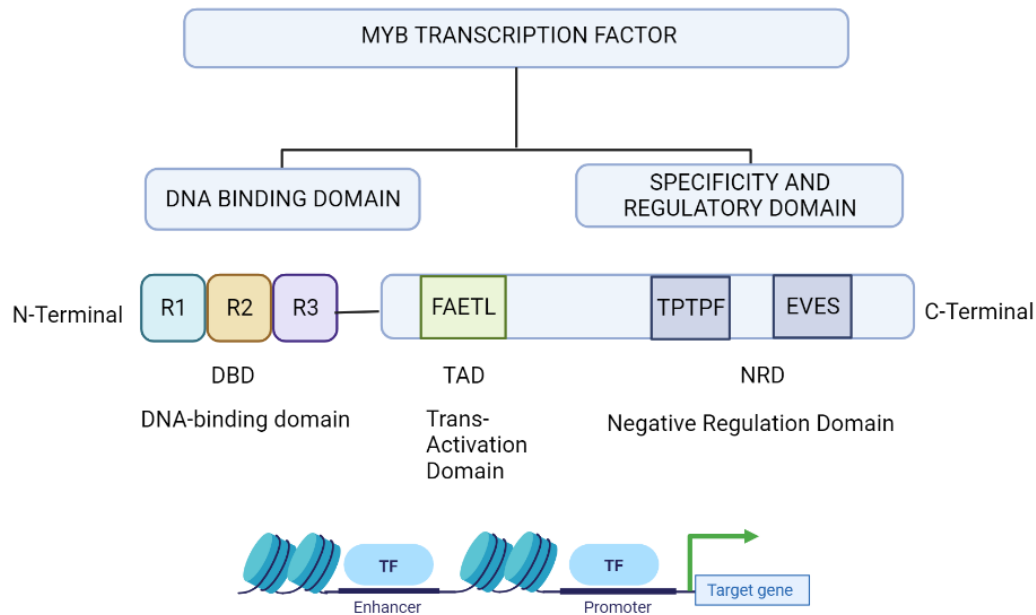 MYB TRANSCRIPTION FACTOR
DNA BINDING DOMAIN
SPECIFICITY AND
REGULATORY DOMAIN
N-Terminal
R1
R2
R3
FAETL
TPTPF
EVES
C-Terminal
DBD
TAD
NRD
DNA-binding domain
Trans-
Activation
Domain
Negative Regulation Domain
TF
TF
Enhancer
Promoter
Target gene